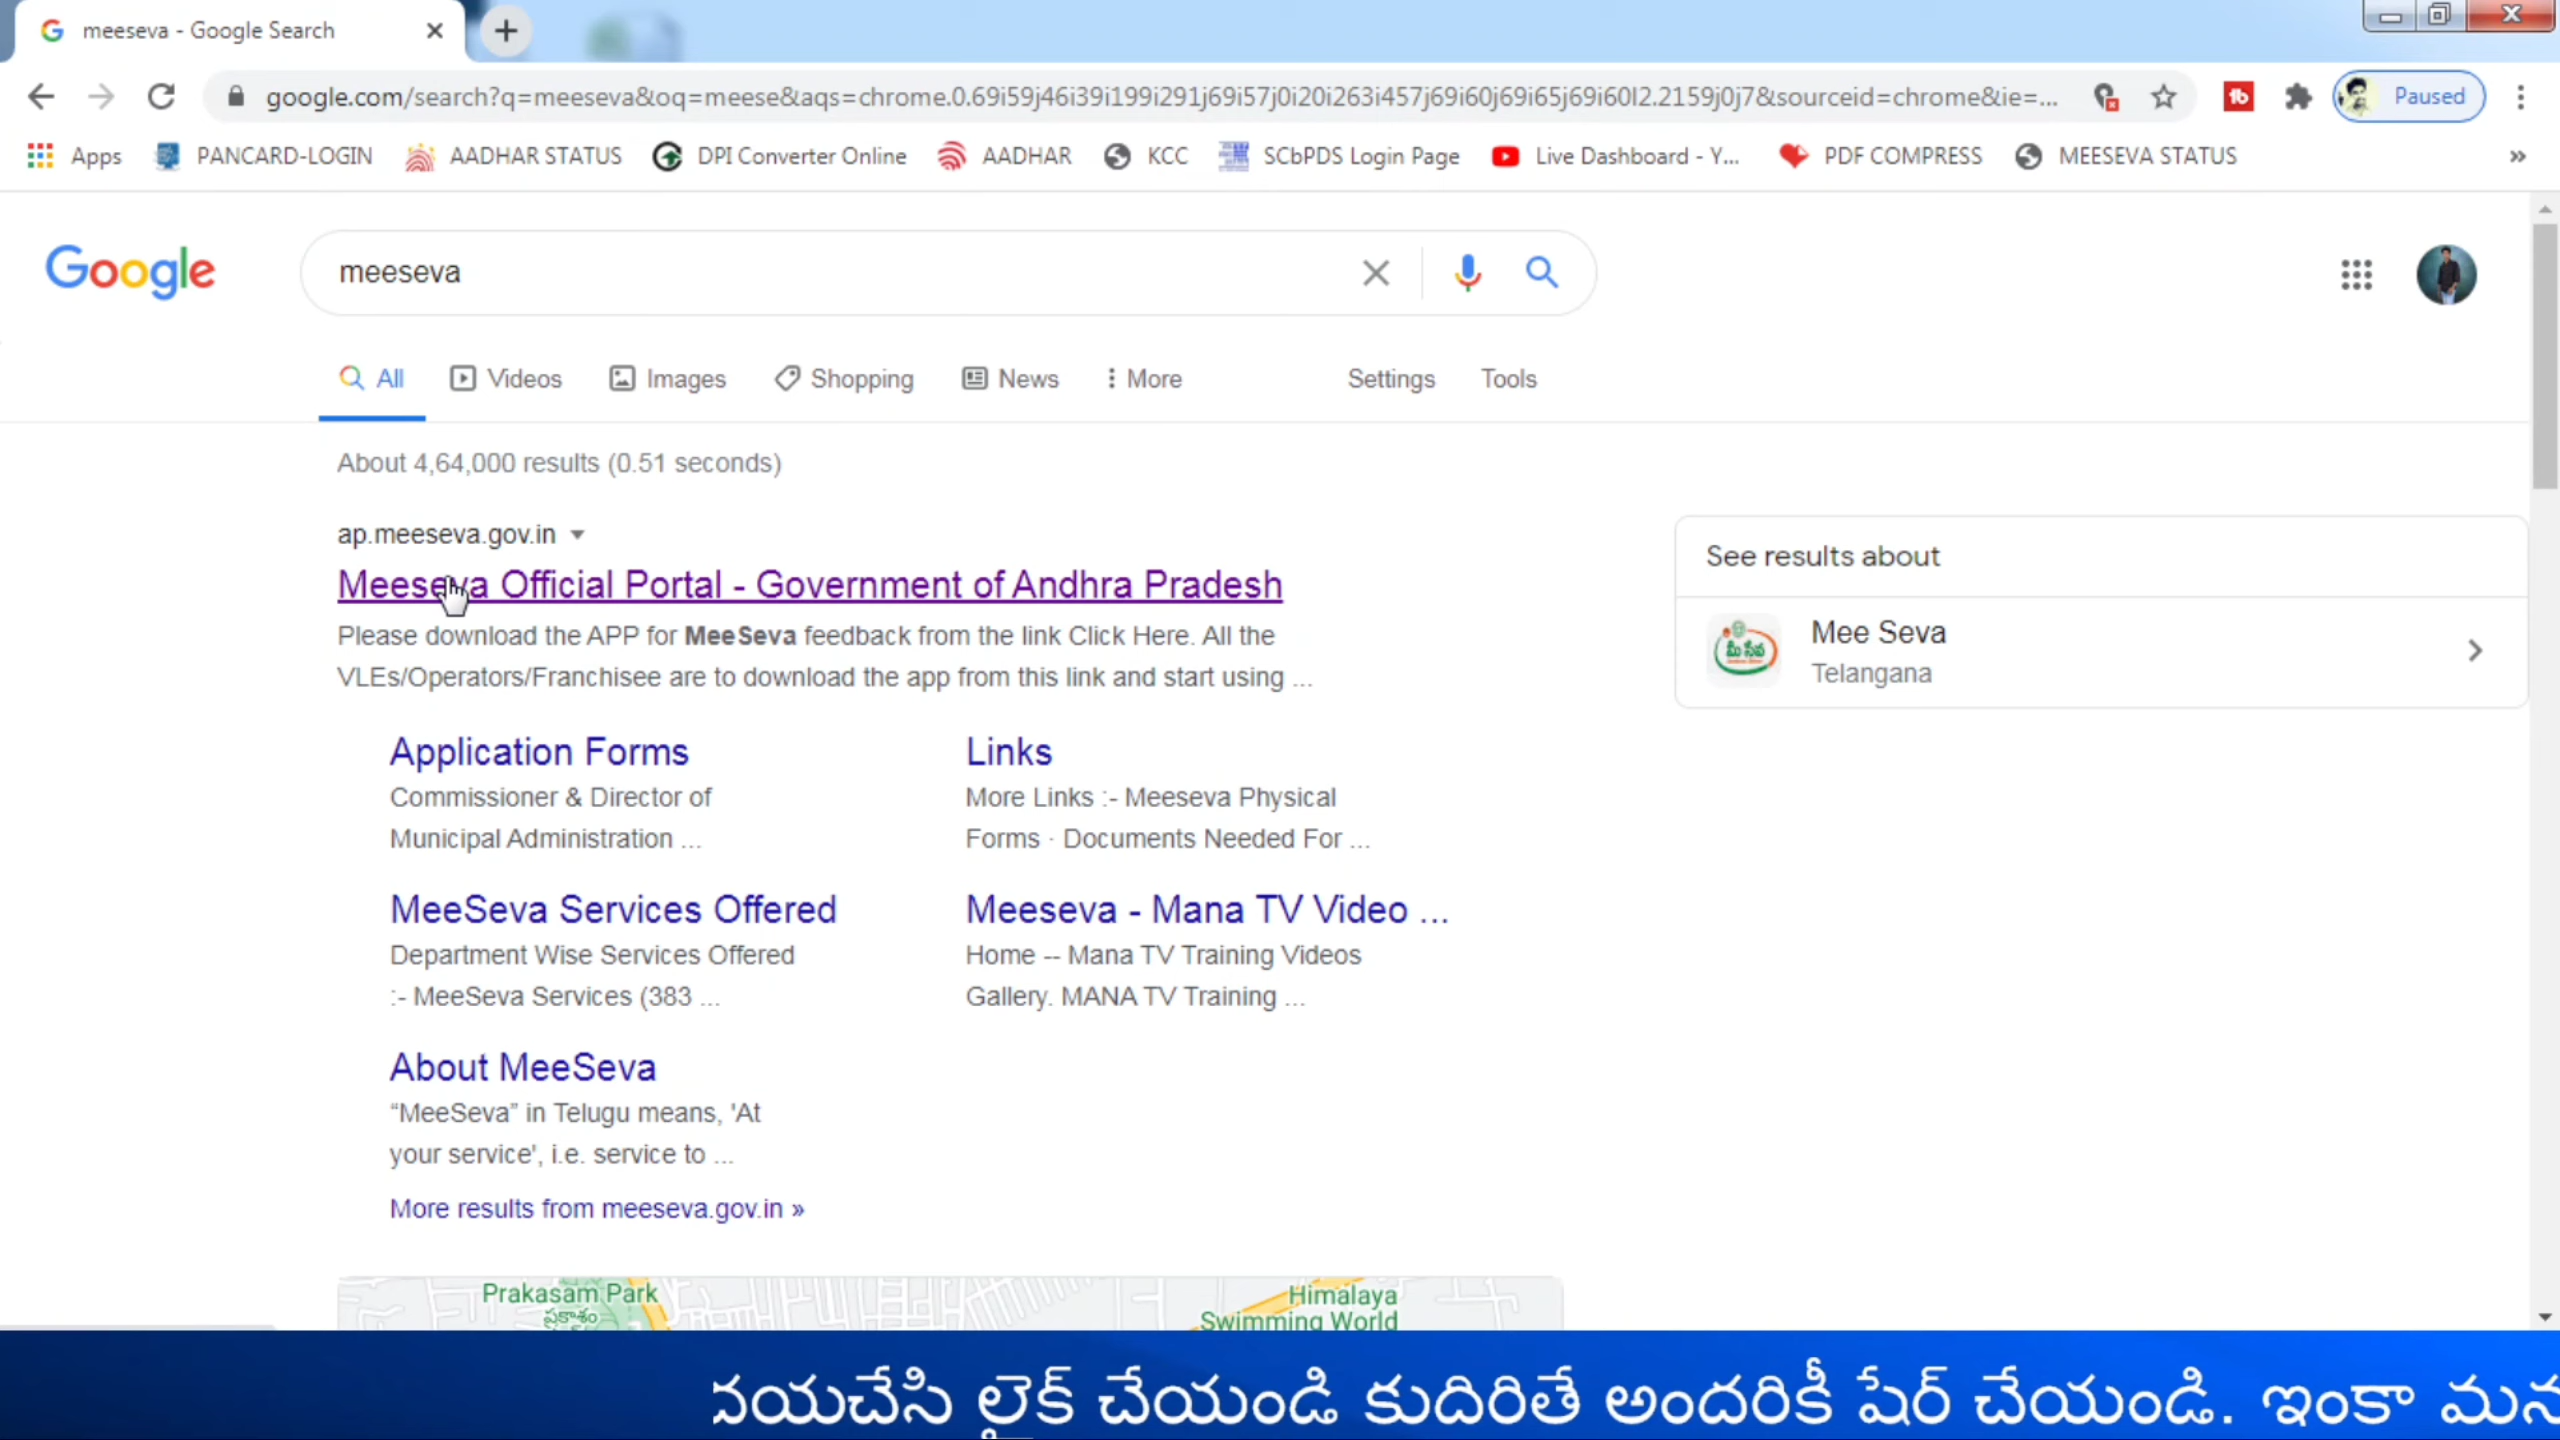 meeseva - Google Search
google.com/search?q=meeseva&oq=meese&aqs=chrome.0.69i59j46i39i199i291j69i57j0i20i263i457j69i60j69i65j69i60l2.2159j0j7&sourceid=chrome&ie=...
Paused
Apps PANCARD-LOGIN AADHAR STATUS DPI Converter Online AADHAR KCC SCbPDS Login Page Live Dashboard - Y... PDF COMPRESS MEESEVA STATUS »
Google
meeseva
All Videos Images Shopping News More Settings Tools
About 4,64,000 results (0.51 seconds)
ap.meeseva.gov.in
Meeseva Official Portal - Government of Andhra Pradesh
Please download the APP for MeeSeva feedback from the link Click Here. All the
VLEs/Operators/Franchisee are to download the app from this link and start using ...
See results about
Mee Seva
Telangana
మీ సేవ
Application Forms
Commissioner & Director of
Municipal Administration ...
Links
More Links :- Meeseva Physical
Forms · Documents Needed For ...
MeeSeva Services Offered
Department Wise Services Offered
:- MeeSeva Services (383 ...
Meeseva - Mana TV Video ...
Home -- Mana TV Training Videos
Gallery. MANA TV Training ...
About MeeSeva
“MeeSeva” in Telugu means, 'At
your service', i.e. service to ...
More results from meeseva.gov.in »
Prakasam Park
ప్రకాశం
Himalaya
Swimming World
లైక్ చేయండి కుదిరితే అందరికీ షేర్ చేయండి. ఇంకా